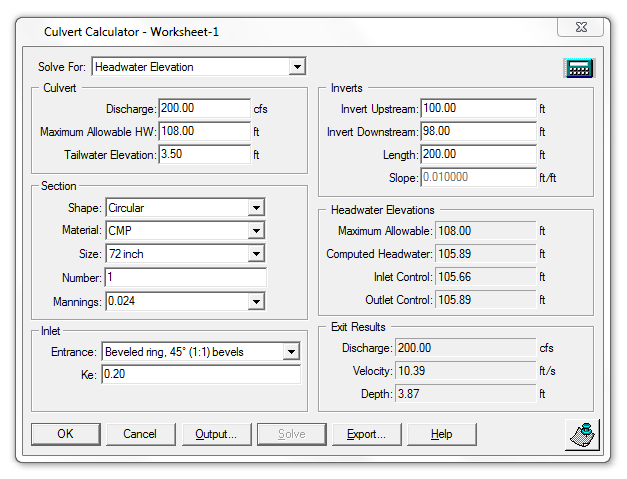 Culvert Calculator - Worksheet-1
Solve For: Headwater Elevation
Culvert
Discharge: 200.00 cfs
Maximum Allowable HW: 108.00 ft
Tailwater Elevation: 3.50 ft
Section
Shape: Circular
Material: CMP
Size: 72 inch
Number: 1
Mannings: 0.024
Inlet
Entrance: Beveled ring, 45° (1:1) bevels
Ke: 0.20
Inverts
Invert Upstream: 100.00 ft
Invert Downstream: 98.00 ft
Length: 200.00 ft
Slope: 0.010000 ft/ft
Headwater Elevations
Maximum Allowable: 108.00 ft
Computed Headwater: 105.89 ft
Inlet Control: 105.66 ft
Outlet Control: 105.89 ft
Exit Results
Discharge: 200.00 cfs
Velocity: 10.39 ft/s
Depth: 3.87 ft
OK Cancel Output... Solve Export... Help